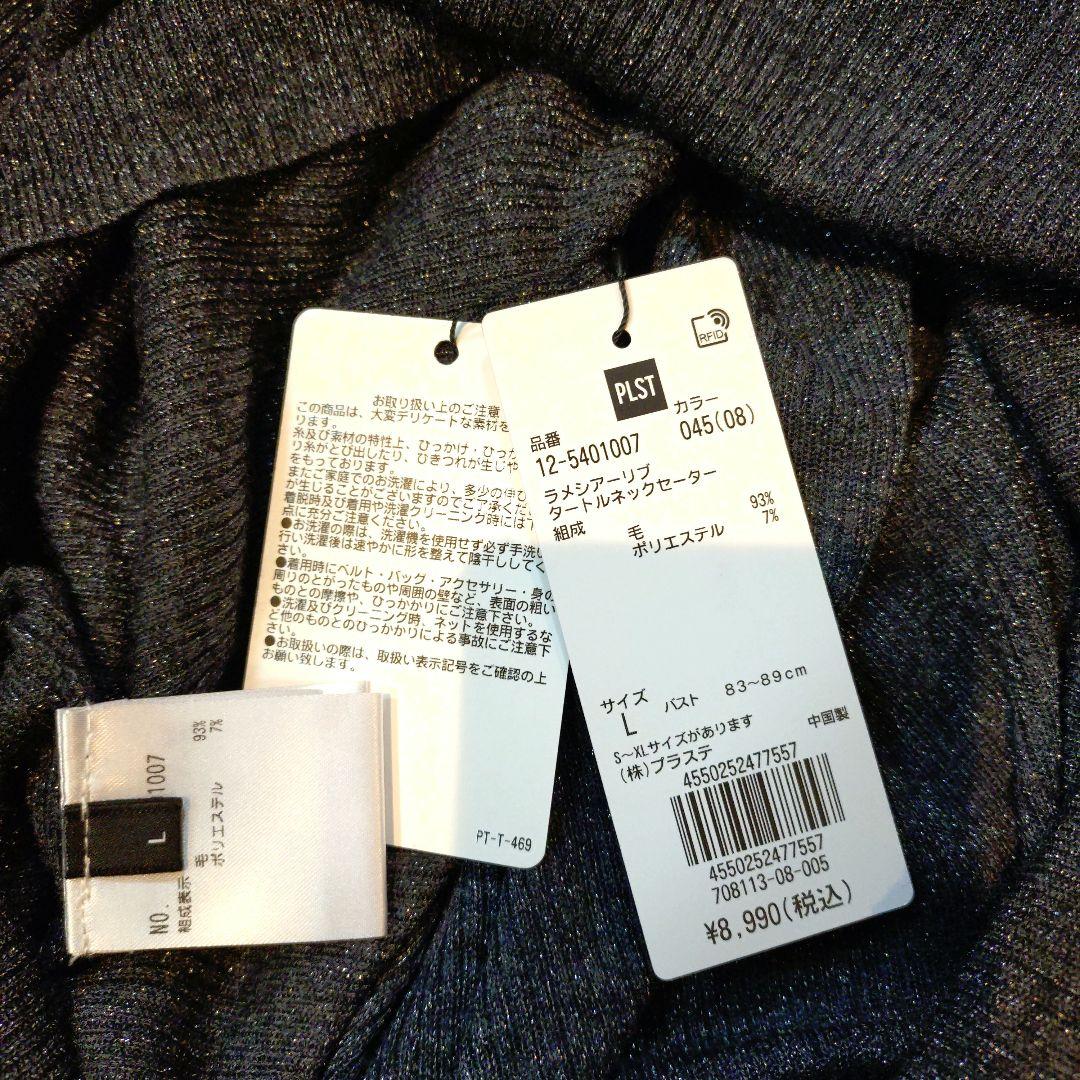 お取り扱い上のご注意
この商品は、大変デリケートな素材を
ります。
糸及び素材の特性上、ひっかけ・ひっか
り糸がとび出したり、ひきつれが生じや
をもっております。
またご家庭でのお洗濯により、多少の伸び
が生じることがございますのでご了承くだ
着脱時及び着用や洗濯クリーニング時には下
点に充分ご注意ください。
●お洗濯の際は、洗濯機を使用せず必ず手洗い
行い洗濯後は速やかに形を整えて陰干ししてく
さい。
●着用時にベルト・バッグ・アクセサリー・身の
周りのとがったものや周囲の壁など、表面の粗い
ものとの摩擦や、ひっかかりにご注意下さい。
●洗濯及びクリーニング時、ネットを使用するな
ど他のものとのひっかかりによる事故にご注意下
さい。
●お取扱いの際は、取扱い表示記号をご確認の上
お願い致します。
PT-T-469
RFID
PLST
品番 カラー
12-5401007 045(08)
ラメシアーリブ
タートルネックセーター
組成 毛 93%
ポリエステル 7%
サイズ
L バスト 83~89cm
S~XLサイズがあります 中国製
(株)プラステ
4550252477557
4550252477557
708113-08-005
¥8,990(税込)
L
NO. 1007
組成表示 毛 93%
ポリエステル 7%